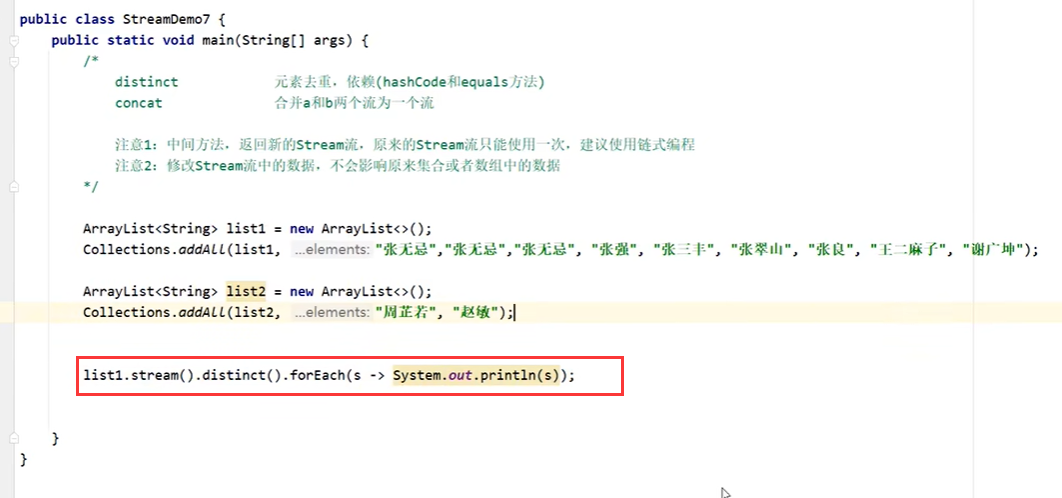 public class StreamDemo7 {
public static void main(String[] args) {
/*
distinct 元素去重，依赖(hashCode和equals方法)
concat 合并a和b两个流为一个流
注意1：中间方法，返回新的Stream流，原来的Stream流只能使用一次，建议使用链式编程
注意2：修改Stream流中的数据，不会影响原来集合或者数组中的数据
*/
ArrayList<String> list1 = new ArrayList<>();
Collections.addAll(list1, ...elements: "张无忌","张无忌","张无忌", "张强", "张三丰", "张翠山", "张良", "王二麻子", "谢广坤");
ArrayList<String> list2 = new ArrayList<>();
Collections.addAll(list2, ...elements: "周芷若", "赵敏");
list1.stream().distinct().forEach(s -> System.out.println(s));
}
}